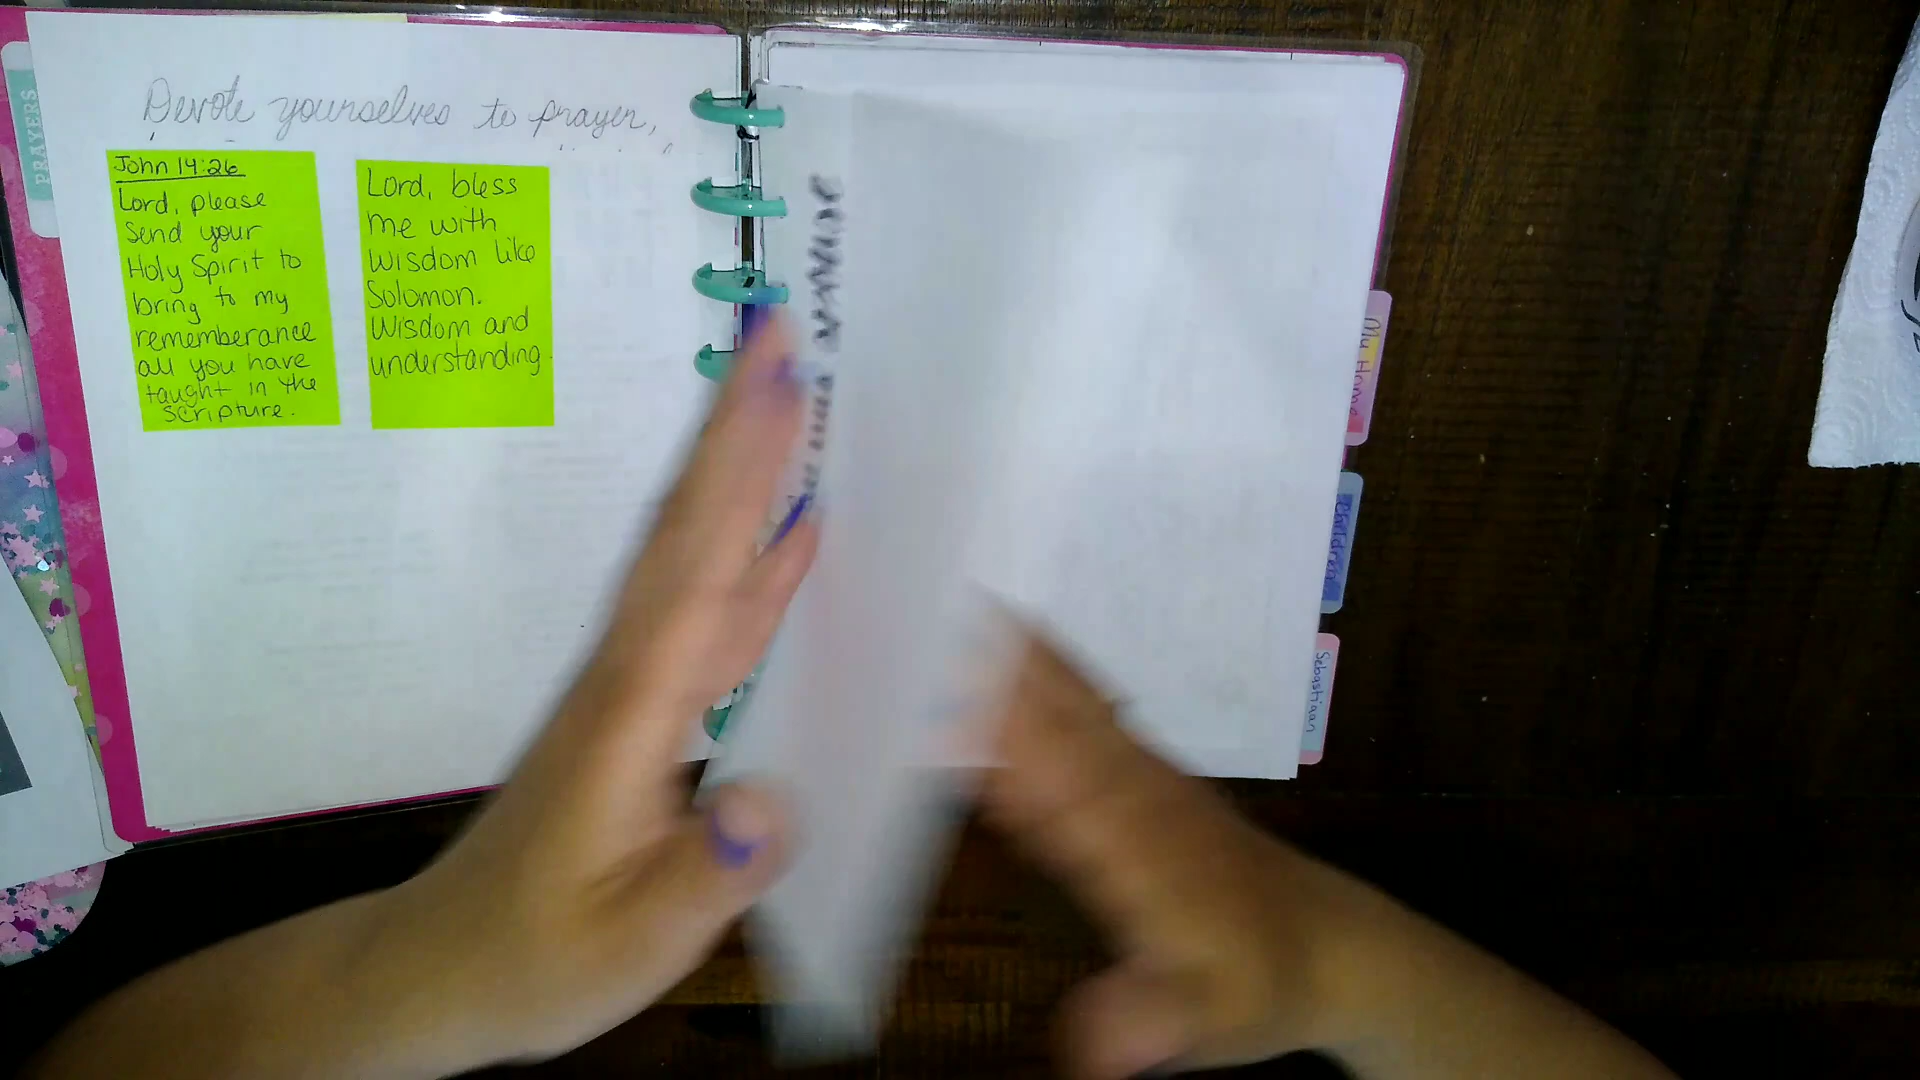 PRAYERS
Devote yourselves to prayer,
John 14:26
Lord, please
Send your
Holy Spirit to
bring to my
rememberance
all you have
taught in the
Scripture.
Lord, bless
me with
wisdom like
Solomon.
Wisdom and
understanding.
My Home
Children
Sebastiaan